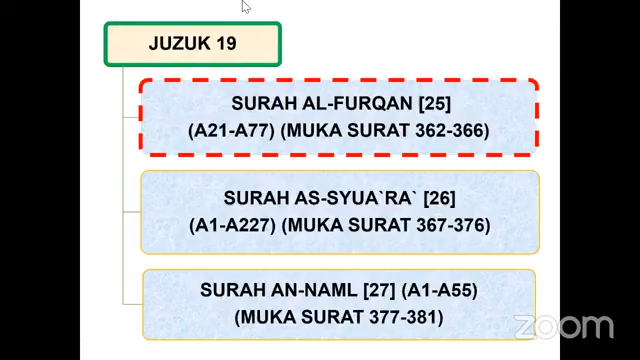 JUZUK 19
SURAH AL-FURQAN [25]
(A21-A77) (MUKA SURAT 362-366)
SURAH AS-SYUA`RA` [26]
(A1-A227) (MUKA SURAT 367-376)
SURAH AN-NAML [27] (A1-A55)
(MUKA SURAT 377-381)
zoom